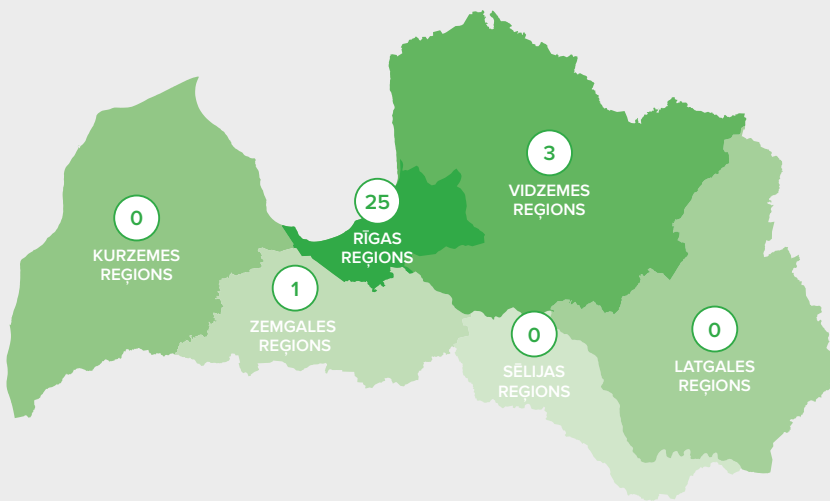 3
VIDZEMES
REĢIONS
25
RĪGAS
REĢIONS
0
KURZEMES
REĢIONS
1
ZEMGALES
REĢIONS
0
SĒLIJAS
REĢIONS
0
LATGALES
REĢIONS